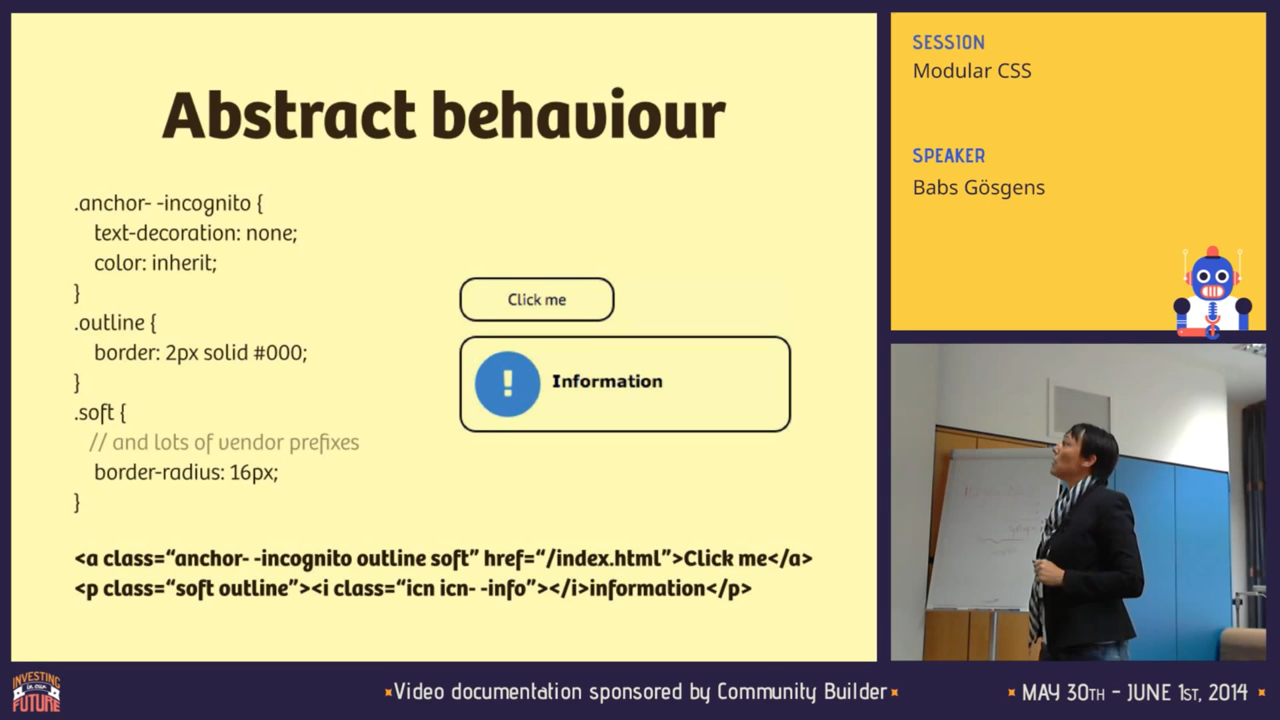 Abstract behaviour
.anchor- -incognito {
text-decoration: none;
color: inherit;
}
.outline {
border: 2px solid #000;
}
.soft {
// and lots of vendor prefixes
border-radius: 16px;
}
Click me
!
Information
<a class=“anchor- -incognito outline soft” href=“/index.html”>Click me</a>
<p class=“soft outline”><i class=“icn icn- -info”></i>information</p>
SESSION
Modular CSS
SPEAKER
Babs Gösgens
INVESTING
in our
FUTURE
Video documentation sponsored by Community Builder
MAY 30TH - JUNE 1ST, 2014